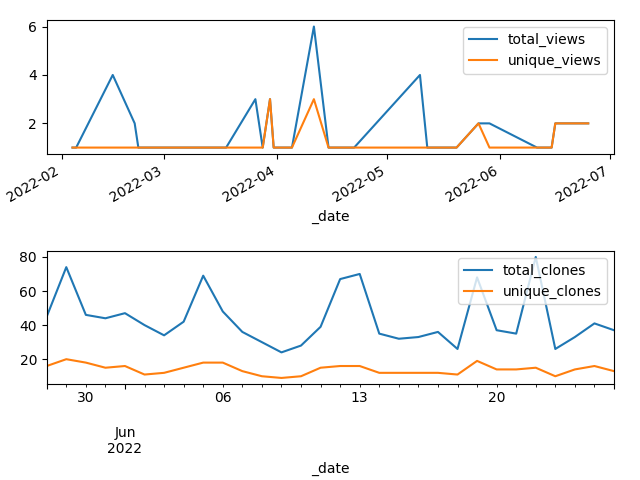 6
total_views
unique_views
4
2
2022-02
2022-03
2022-04
2022-05
2022-06
2022-07
_date
80
total_clones
unique_clones
60
40
20
30
06
13
20
Jun
2022
_date